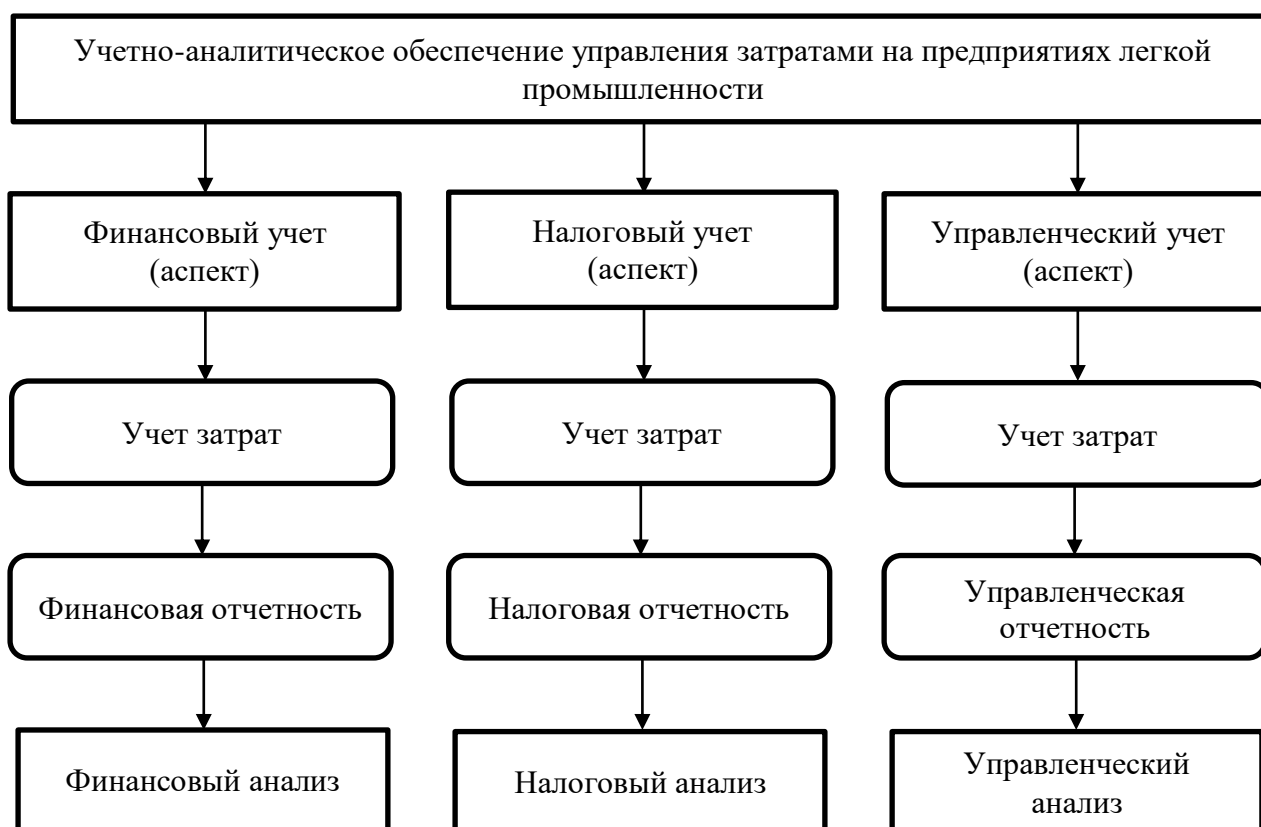 Учетно-аналитическое обеспечение управления затратами на предприятиях легкой
промышленности
Финансовый учет
(аспект)
Налоговый учет
(аспект)
Управленческий учет
(аспект)
Учет затрат
Учет затрат
Учет затрат
Финансовая отчетность
Налоговая отчетность
Управленческая
отчетность
Финансовый анализ
Налоговый анализ
Управленческий
анализ